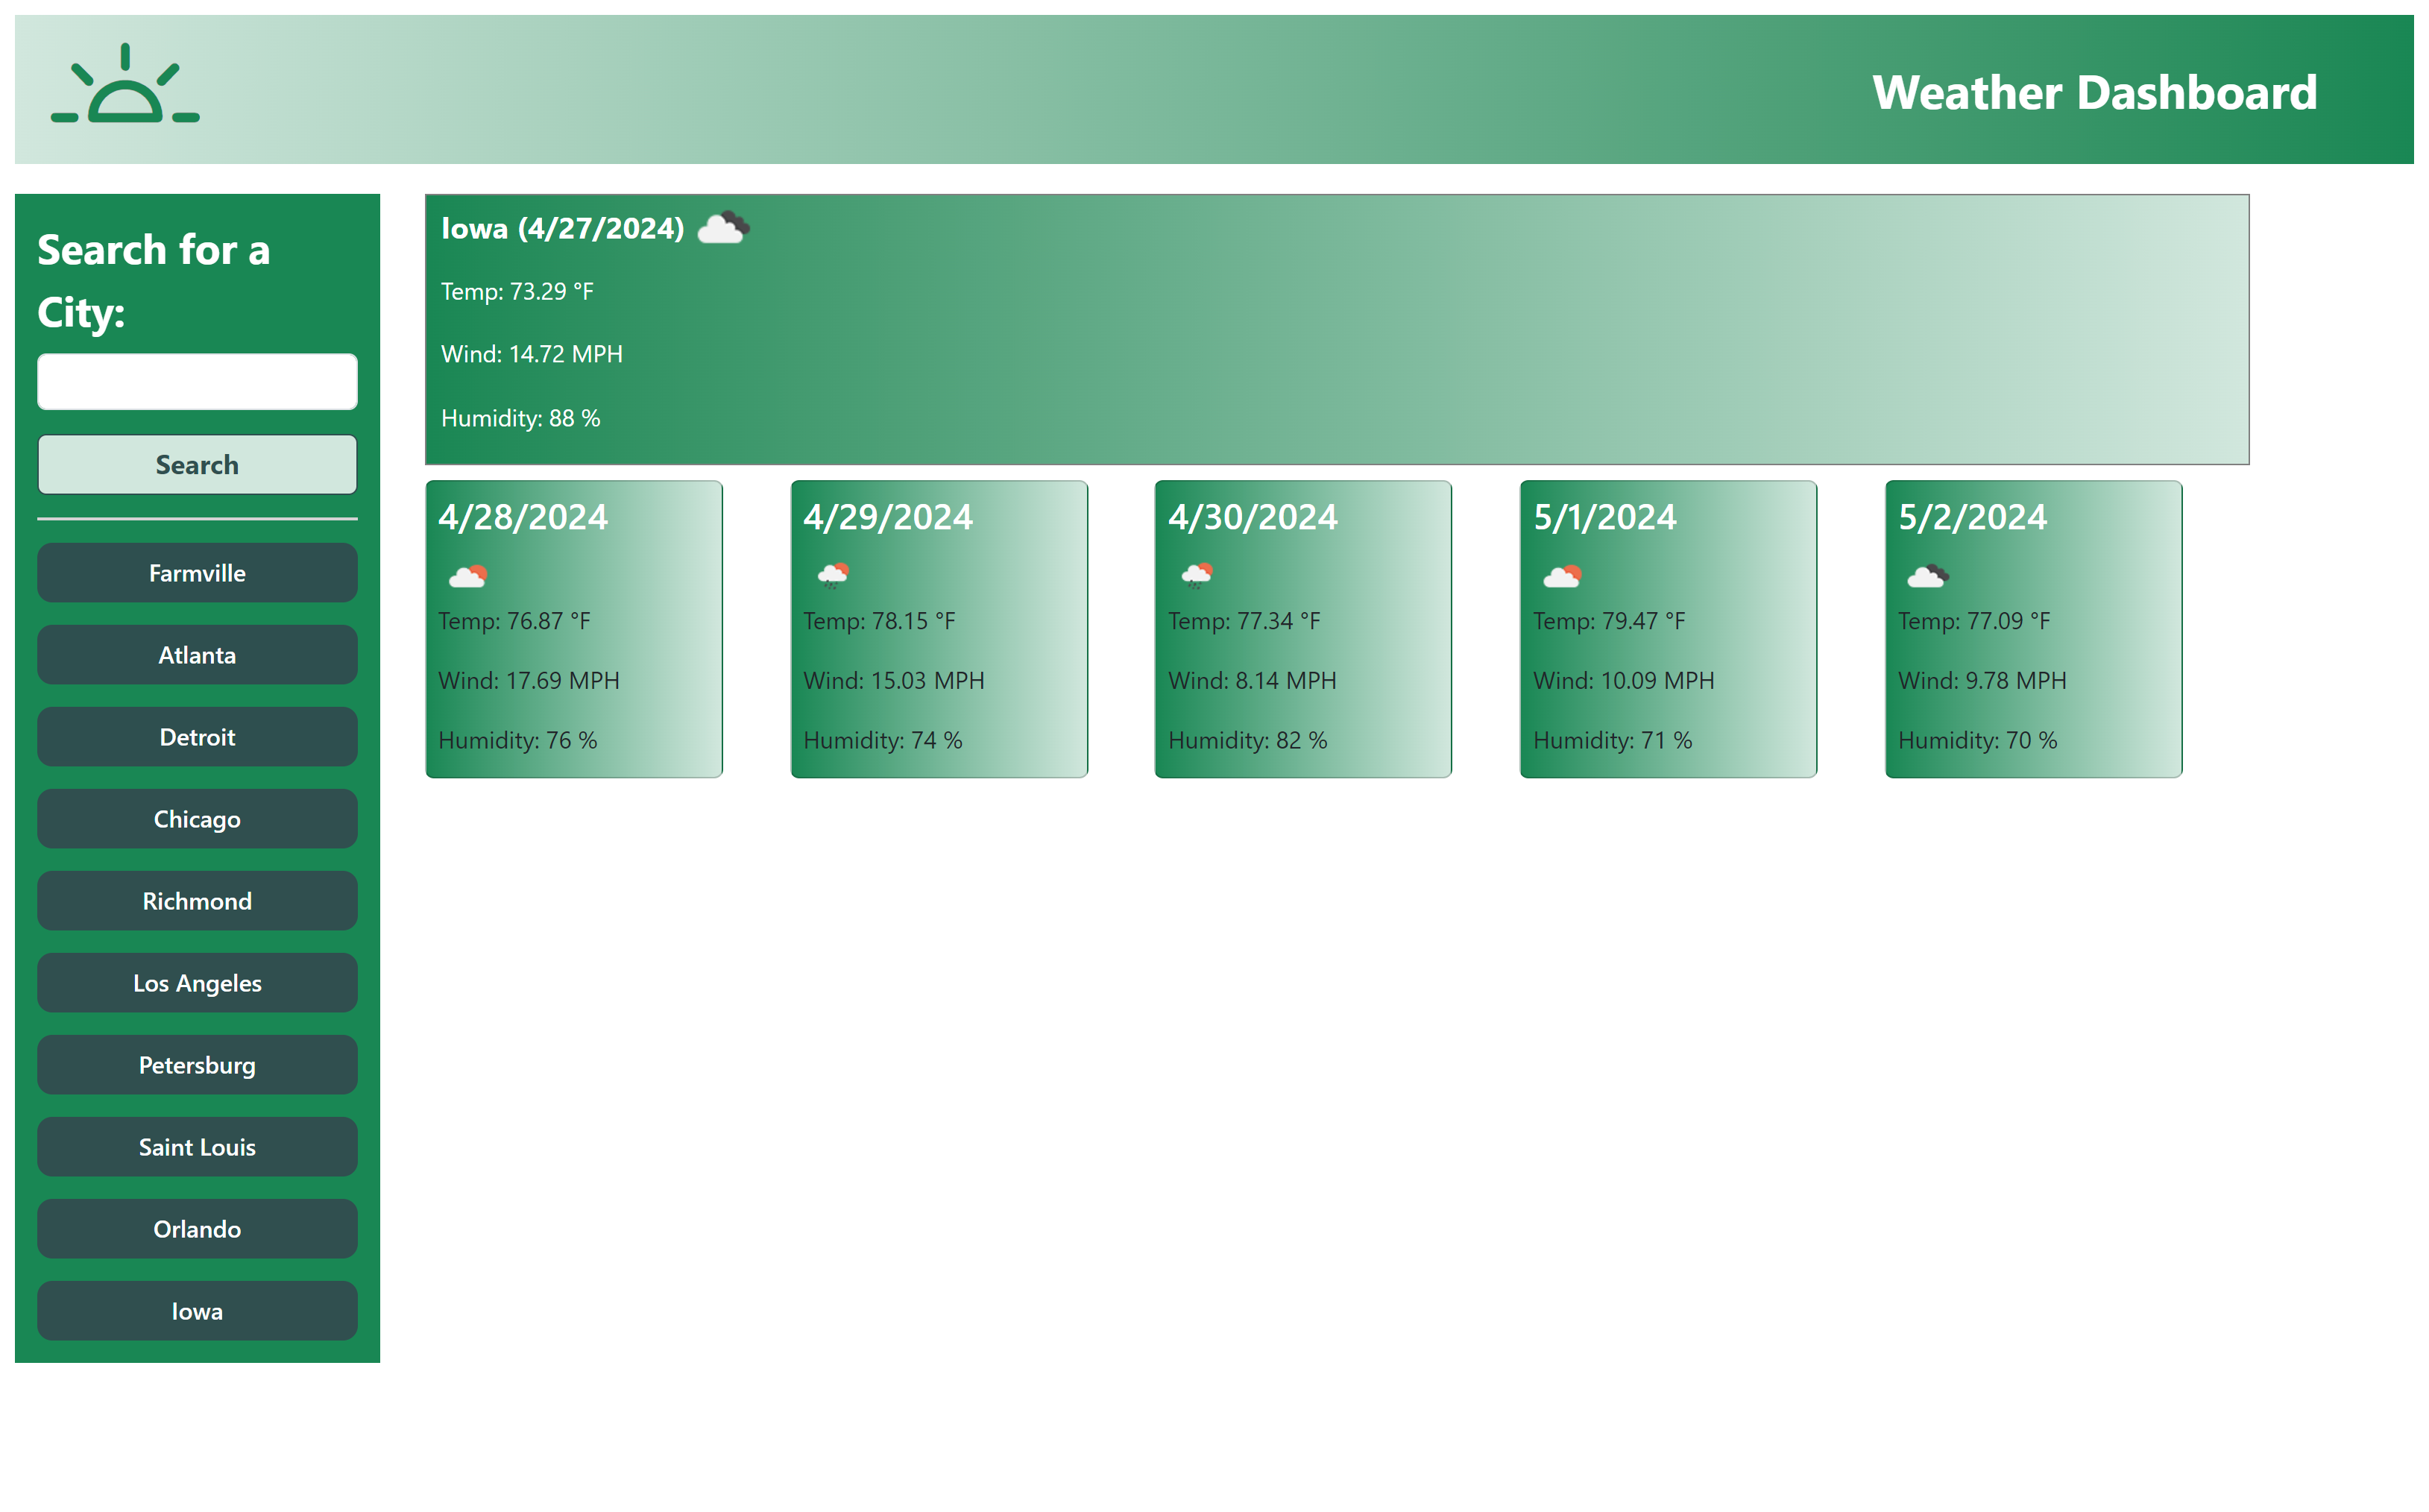 Weather Dashboard
Search for a
City:
Search
Farmville
Atlanta
Detroit
Chicago
Richmond
Los Angeles
Petersburg
Saint Louis
Orlando
Iowa
Iowa (4/27/2024)
Temp: 73.29 °F
Wind: 14.72 MPH
Humidity: 88 %
4/28/2024
Temp: 76.87 °F
Wind: 17.69 MPH
Humidity: 76 %
4/29/2024
Temp: 78.15 °F
Wind: 15.03 MPH
Humidity: 74 %
4/30/2024
Temp: 77.34 °F
Wind: 8.14 MPH
Humidity: 82 %
5/1/2024
Temp: 79.47 °F
Wind: 10.09 MPH
Humidity: 71 %
5/2/2024
Temp: 77.09 °F
Wind: 9.78 MPH
Humidity: 70 %